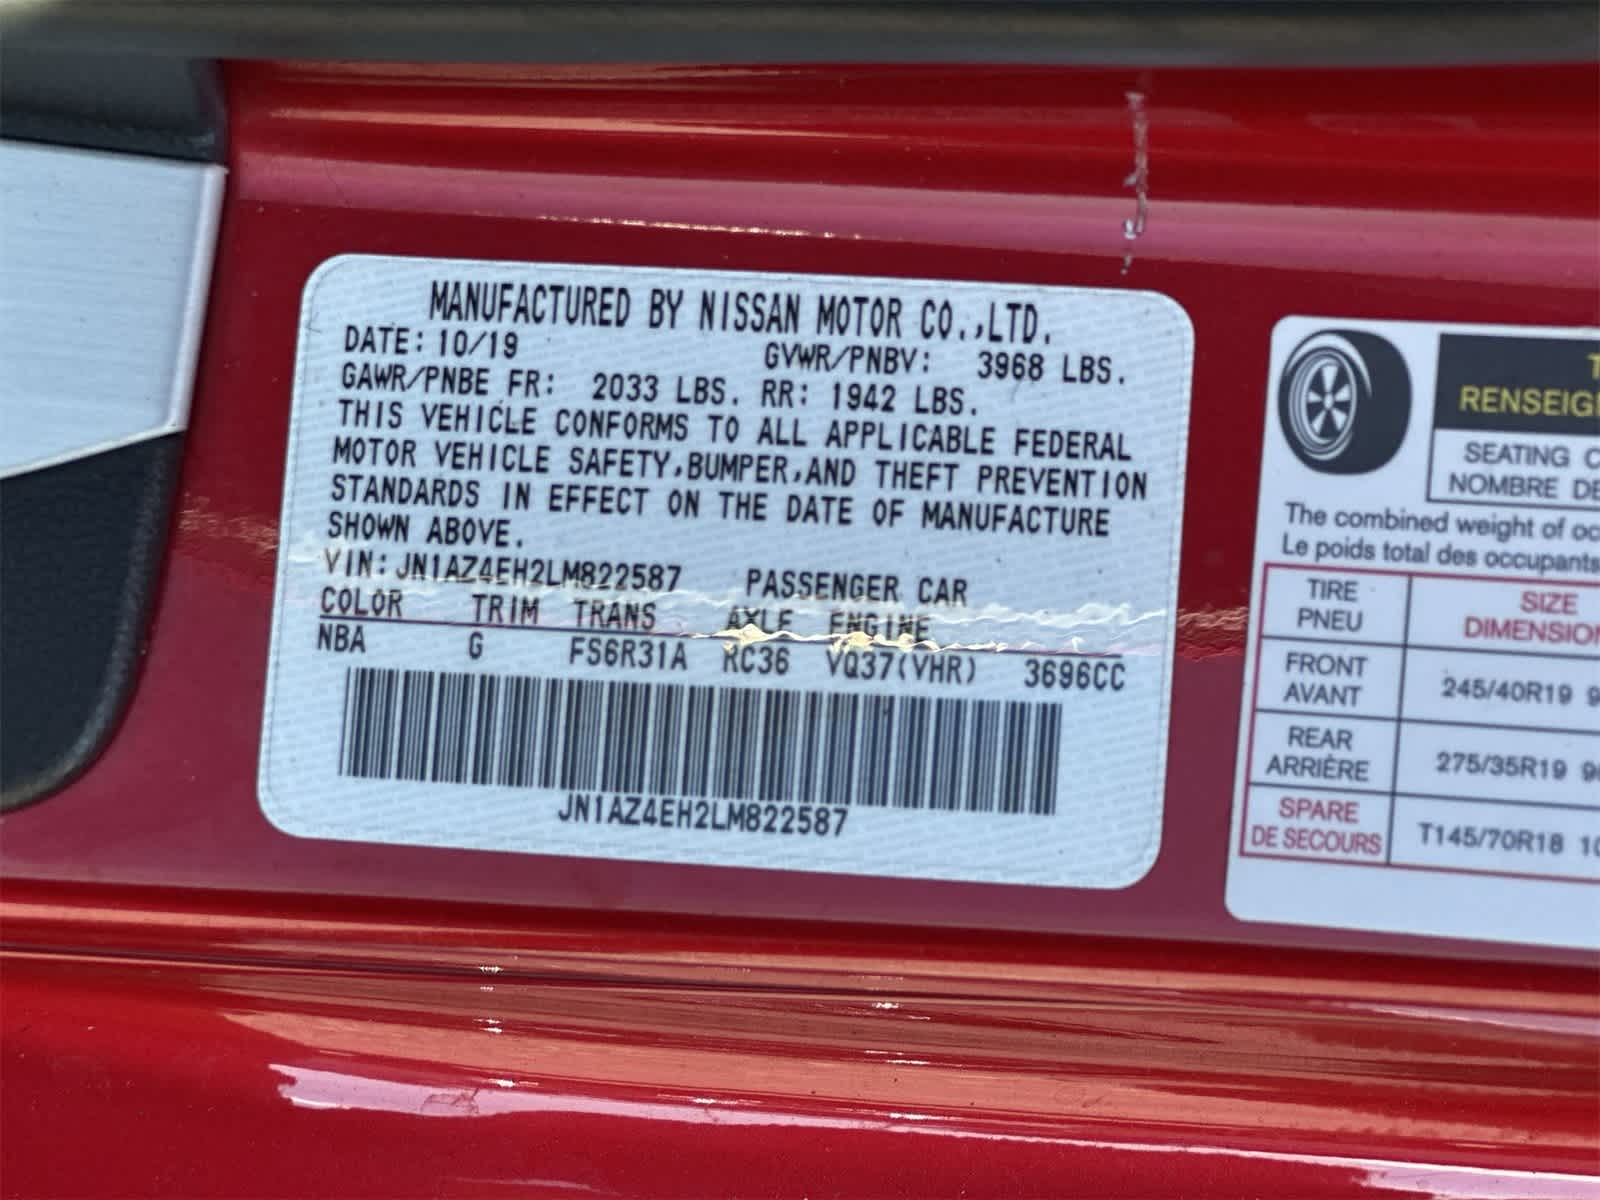 MANUFACTURED BY NISSAN MOTOR CO.,LTD.
DATE: 10/19 GVWR/PNBV: 3968 LBS.
GAWR/PNBE FR: 2033 LBS. RR: 1942 LBS.
THIS VEHICLE CONFORMS TO ALL APPLICABLE FEDERAL
MOTOR VEHICLE SAFETY,BUMPER,AND THEFT PREVENTION
STANDARDS IN EFFECT ON THE DATE OF MANUFACTURE
SHOWN ABOVE.
VIN: JN1AZ4EH2LM822587 PASSENGER CAR
COLOR TRIM TRANS AXLE ENGINE
NBA G FS6R31A RC36 VQ37(VHR) 3696CC
JN1AZ4EH2LM822587
RENSEIG
SEATING C
NOMBRE DE
The combined weight of oc
Le poids total des occupants
TIRE SIZE
PNEU DIMENSION
FRONT
AVANT 245/40R19 9
REAR
ARRIÈRE 275/35R19 9
SPARE
DE SECOURS T145/70R18 10